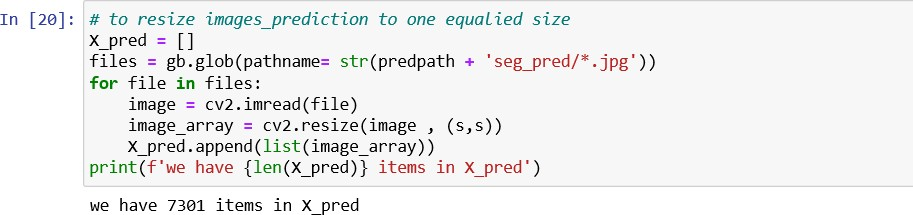 In [20]: # to resize images_prediction to one equalied size
X_pred = []
files = gb.glob(pathname= str(predpath + 'seg_pred/*.jpg'))
for file in files:
    image = cv2.imread(file)
    image_array = cv2.resize(image , (s,s))
    X_pred.append(list(image_array))
print(f'we have {len(X_pred)} items in X_pred')
we have 7301 items in X_pred